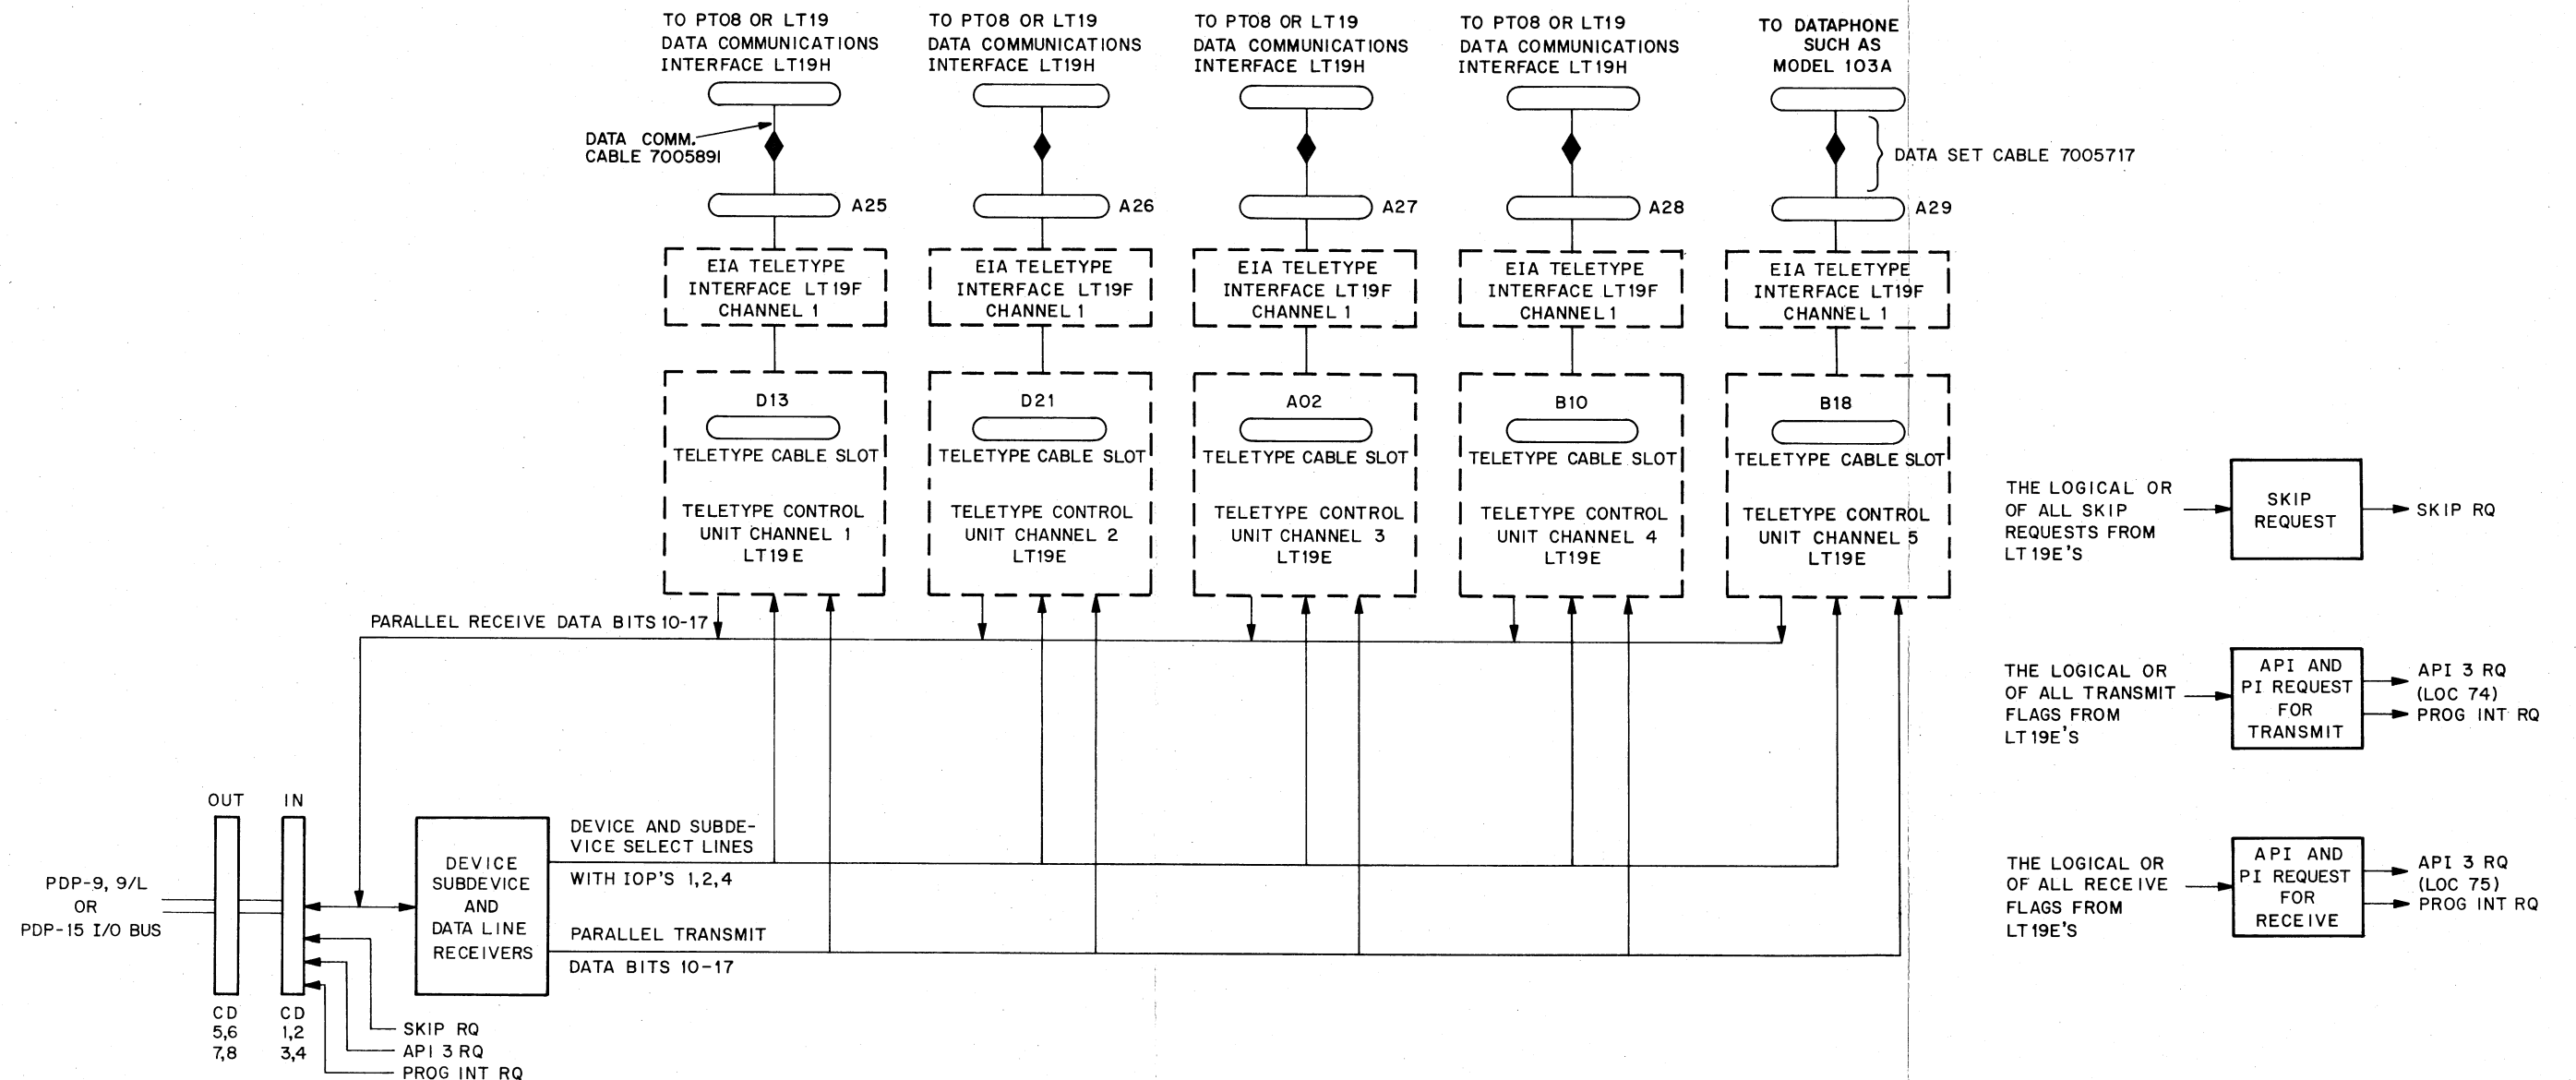 TO PT08 OR LT19
DATA COMMUNICATIONS
INTERFACE LT19H
TO PT08 OR LT19
DATA COMMUNICATIONS
INTERFACE LT19H
TO PT08 OR LT19
DATA COMMUNICATIONS
INTERFACE LT19H
TO PT08 OR LT19
DATA COMMUNICATIONS
INTERFACE LT19H
TO DATAPHONE
SUCH AS
MODEL 103A
DATA COMM.
CABLE 7005891
DATA SET CABLE 7005717
A25
A26
A27
A28
A29
EIA TELETYPE
INTERFACE LT19F
CHANNEL 1
EIA TELETYPE
INTERFACE LT19F
CHANNEL 1
EIA TELETYPE
INTERFACE LT19F
CHANNEL 1
EIA TELETYPE
INTERFACE LT19F
CHANNEL 1
EIA TELETYPE
INTERFACE LT19F
CHANNEL 1
D13
TELETYPE CABLE SLOT
TELETYPE CONTROL
UNIT CHANNEL 1
LT19E
D21
TELETYPE CABLE SLOT
TELETYPE CONTROL
UNIT CHANNEL 2
LT19E
A02
TELETYPE CABLE SLOT
TELETYPE CONTROL
UNIT CHANNEL 3
LT19E
B10
TELETYPE CABLE SLOT
TELETYPE CONTROL
UNIT CHANNEL 4
LT19E
B18
TELETYPE CABLE SLOT
TELETYPE CONTROL
UNIT CHANNEL 5
LT19E
THE LOGICAL OR
OF ALL SKIP
REQUESTS FROM
LT19E'S
SKIP
REQUEST
SKIP RQ
PARALLEL RECEIVE DATA BITS 10-17
THE LOGICAL OR
OF ALL TRANSMIT
FLAGS FROM
LT19E'S
API AND
PI REQUEST
FOR
TRANSMIT
API 3 RQ
(LOC 74)
PROG INT RQ
THE LOGICAL OR
OF ALL RECEIVE
FLAGS FROM
LT19E'S
API AND
PI REQUEST
FOR
RECEIVE
API 3 RQ
(LOC 75)
PROG INT RQ
OUT
IN
PDP-9, 9/L
OR
PDP-15 I/O BUS
DEVICE
SUBDEVICE
AND
DATA LINE
RECEIVERS
DEVICE AND SUBDE-
VICE SELECT LINES
WITH IOP'S 1,2,4
PARALLEL TRANSMIT
DATA BITS 10-17
CD
5,6
7,8
CD
1,2
3,4
SKIP RQ
API 3 RQ
PROG INT RQ